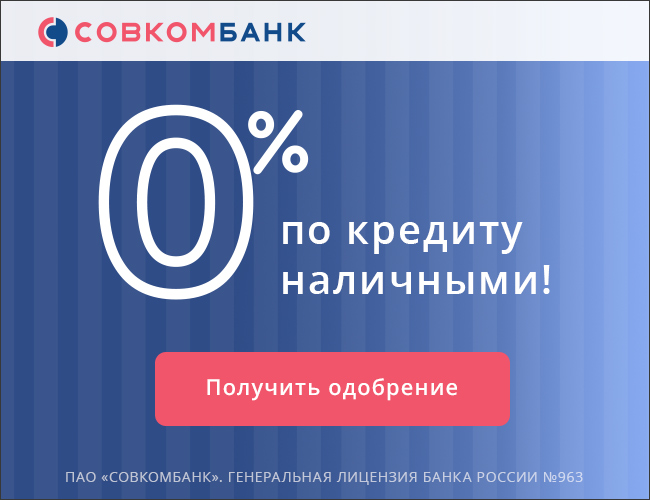 СОВКОМБАНК
0%
по кредиту
наличными!
Получить одобрение
ПАО «СОВКОМБАНК». ГЕНЕРАЛЬНАЯ ЛИЦЕНЗИЯ БАНКА РОССИИ №963